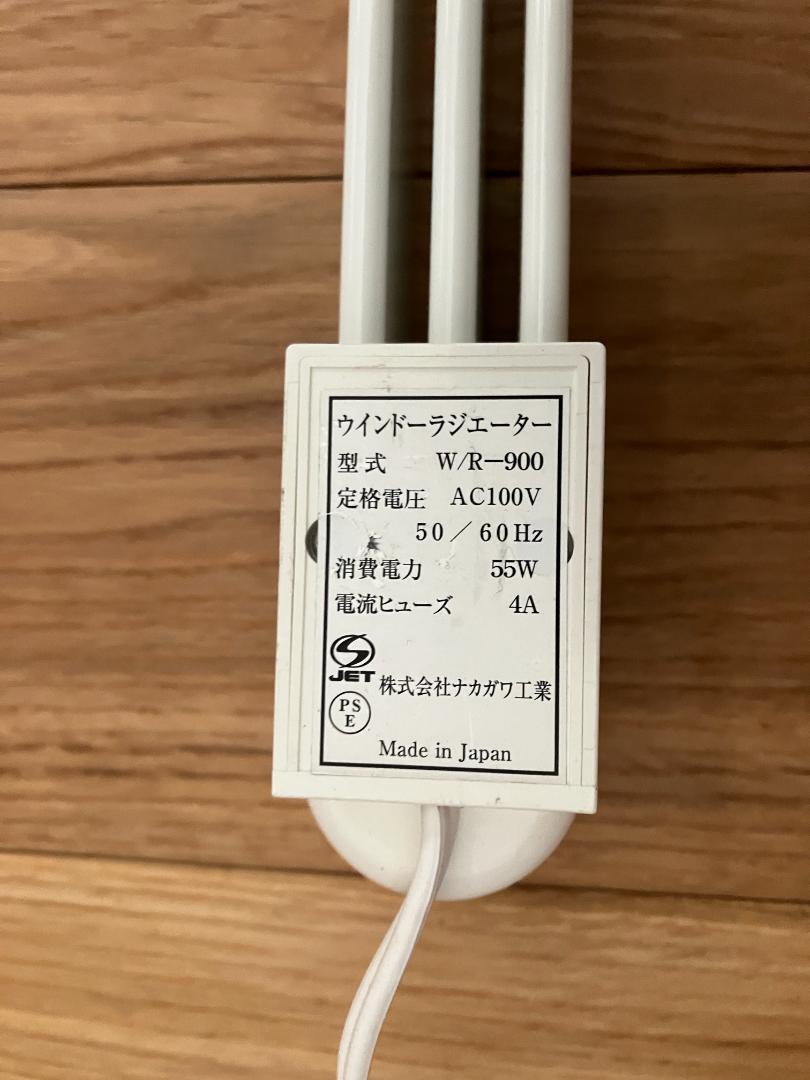 ウインドーラジエーター
型式 W/R-900
定格電圧 AC100V
50/60Hz
消費電力 55W
電流ヒューズ 4A
JET
株式会社ナカガワ工業
PS
E
Made in Japan